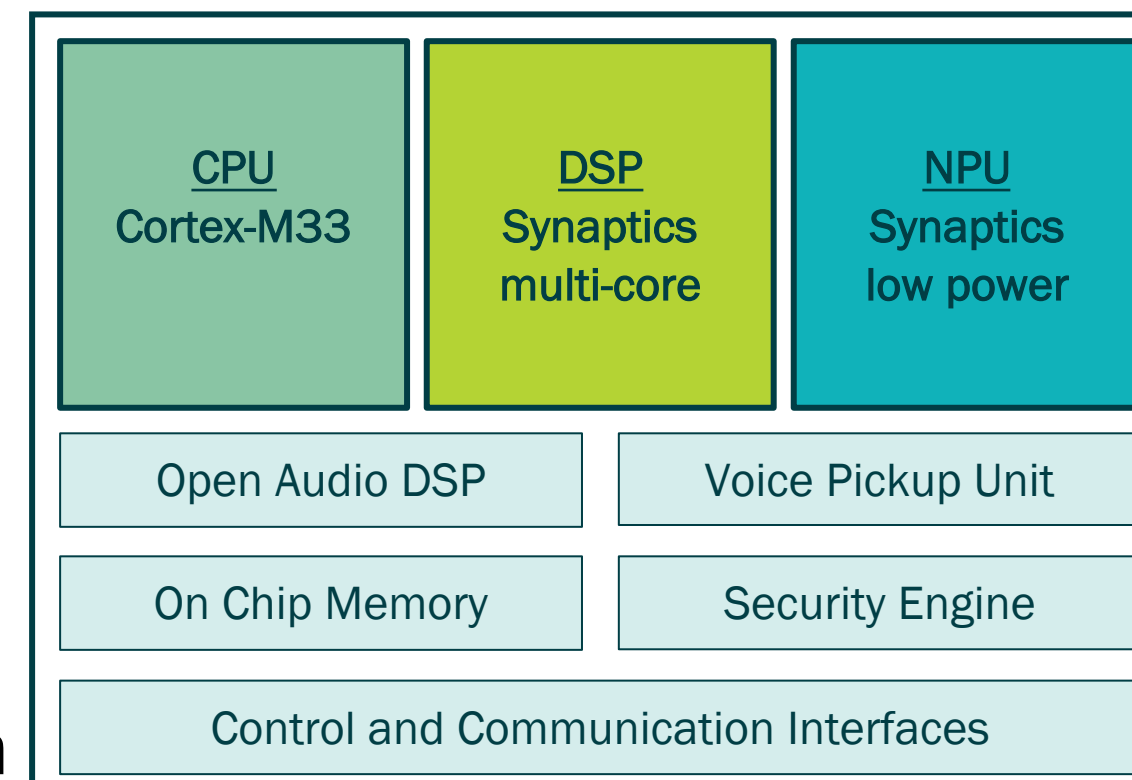 CPU
Cortex-M33
DSP
Synaptics
multi-core
NPU
Synaptics
low power
Open Audio DSP
Voice Pickup Unit
On Chip Memory
Security Engine
Control and Communication Interfaces